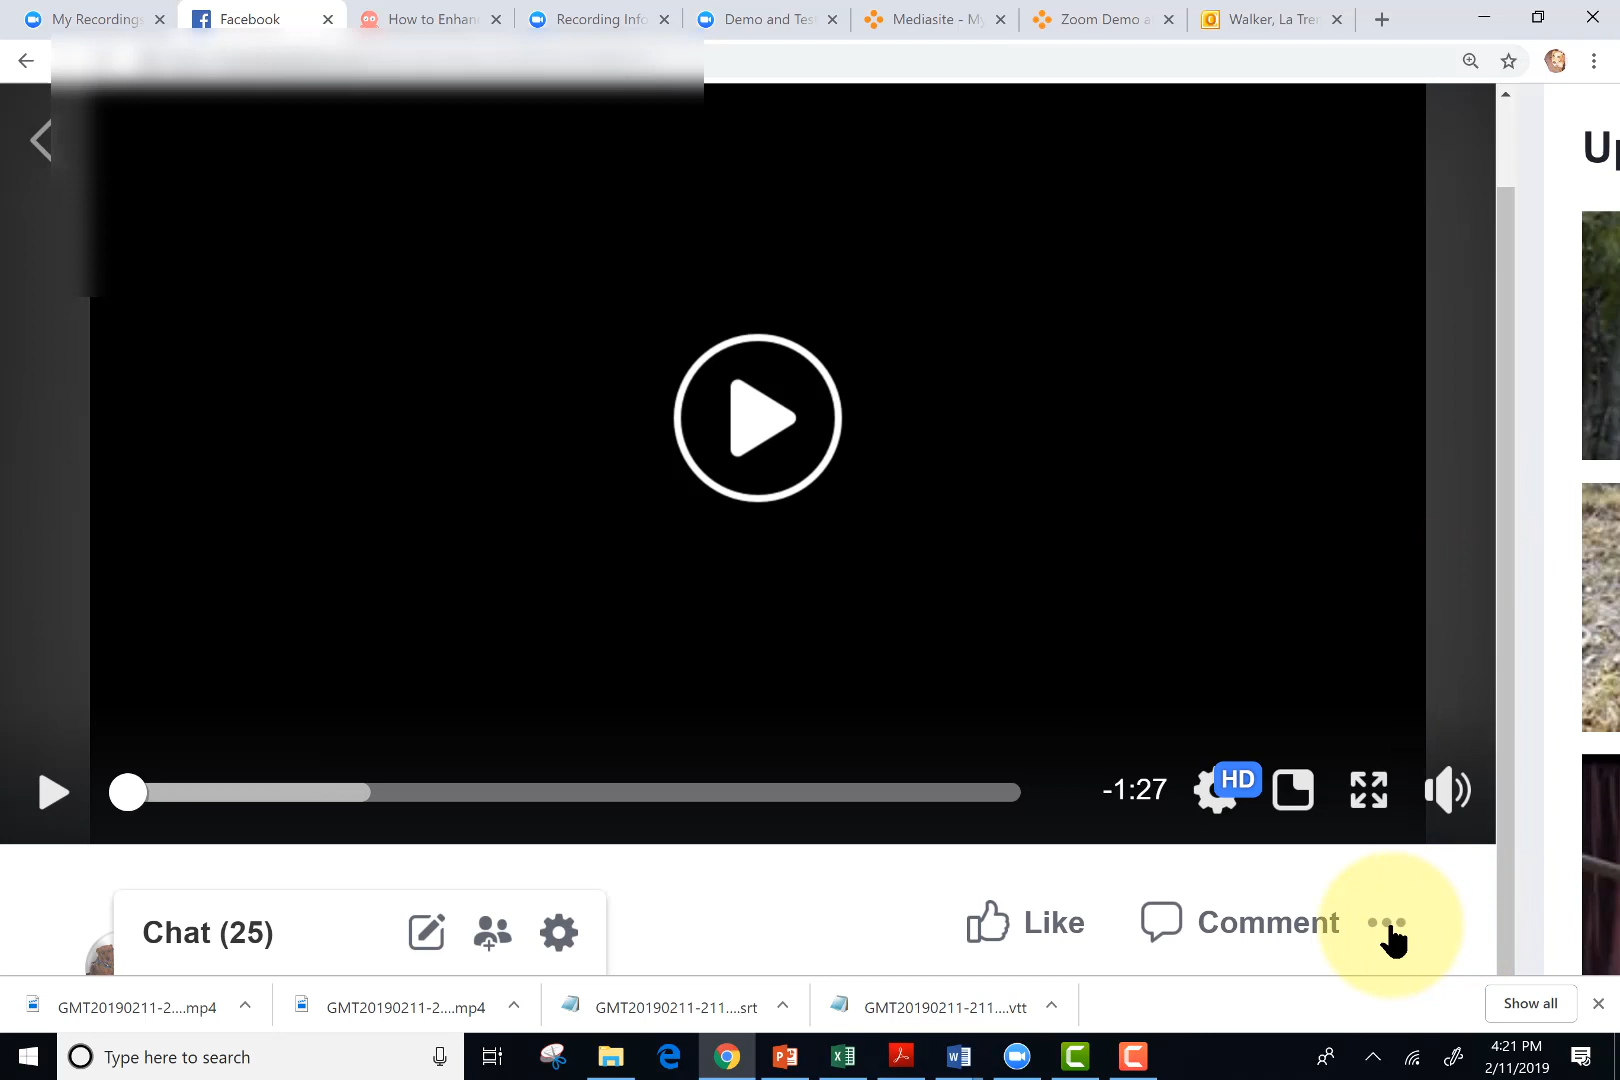 My Recordings
Facebook
How to Enhan
Recording Info
Demo and Tes
Mediasite - My
Zoom Demo a
Walker, La Tre
Up
-1:27
HD
Chat (25)
Like
Comment
GMT20190211-2....mp4
GMT20190211-2....mp4
GMT20190211-211....srt
GMT20190211-211....vtt
Show all
Type here to search
4:21 PM
2/11/2019